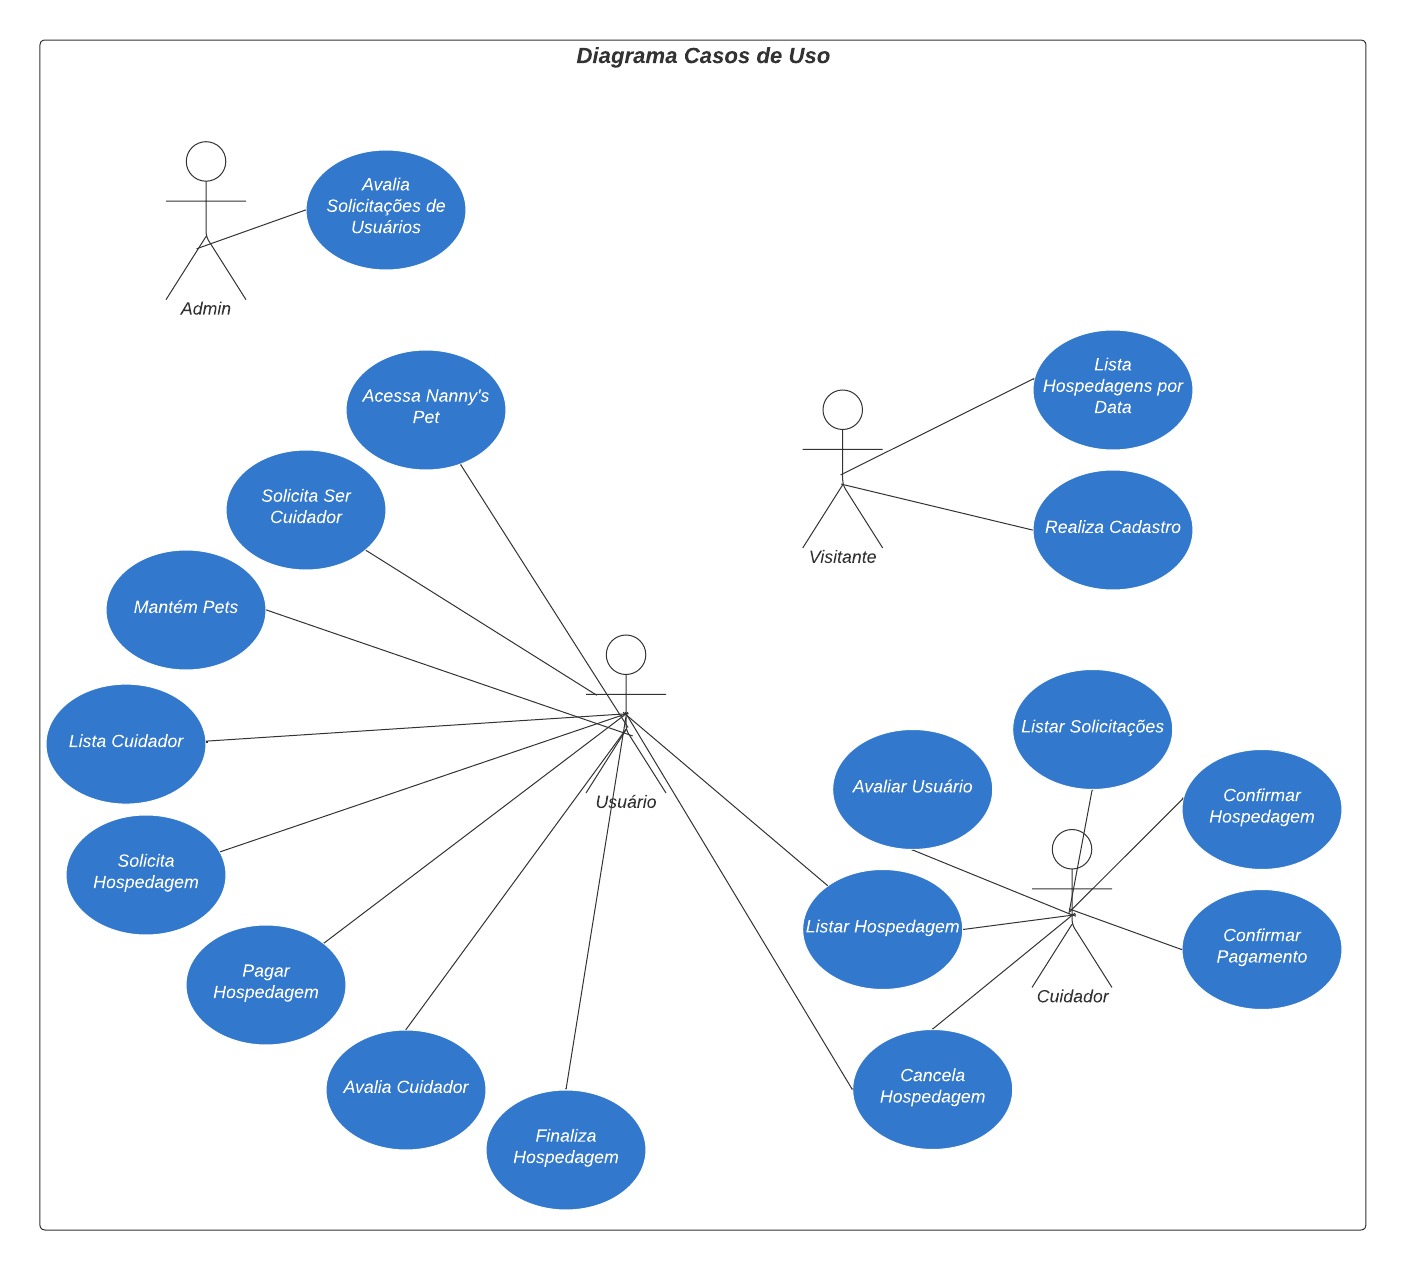 Diagrama Casos de Uso
Avalia
Solicitações de
Usuários
Admin
Acessa Nanny's
Pet
Lista
Hospedagens por
Data
Solicita Ser
Cuidador
Realiza Cadastro
Visitante
Mantém Pets
Listar Solicitações
Lista Cuidador
Avaliar Usuário
Confirmar
Hospedagem
Usuário
Solicita
Hospedagem
Listar Hospedagem
Confirmar
Pagamento
Pagar
Hospedagem
Cuidador
Avalia Cuidador
Cancela
Hospedagem
Finaliza
Hospedagem